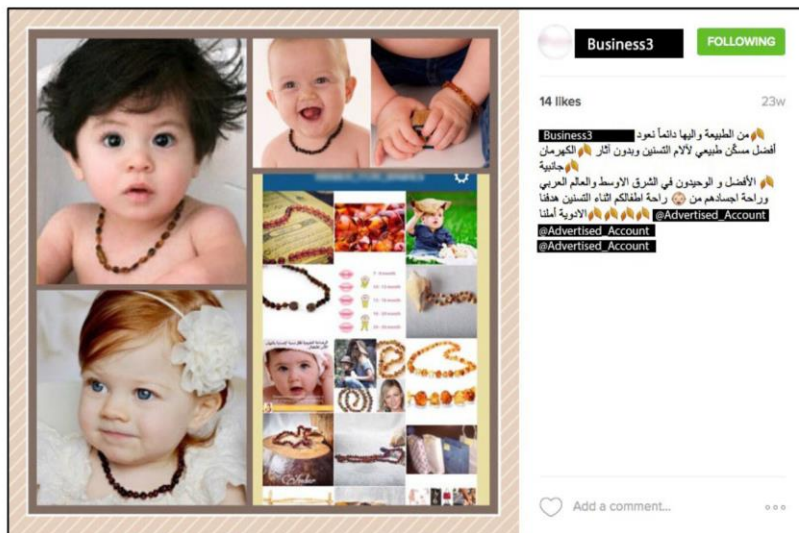 Business3
FOLLOWING
14 likes
23w
Business3 من الطبيعة واليها دائماً نعود
أفضل مسكّن طبيعي لآلام التسنين وبدون آثار الكهرمان
جانبية
الأفضل و الوحيدون في الشرق الاوسط والعالم العربي
وراحة اجسادهم من راحة اطفالكم اثناء التسنين هدفنا
@Advertised_Account الادوية أملنا
@Advertised_Account
@Advertised_Account
Add a comment...